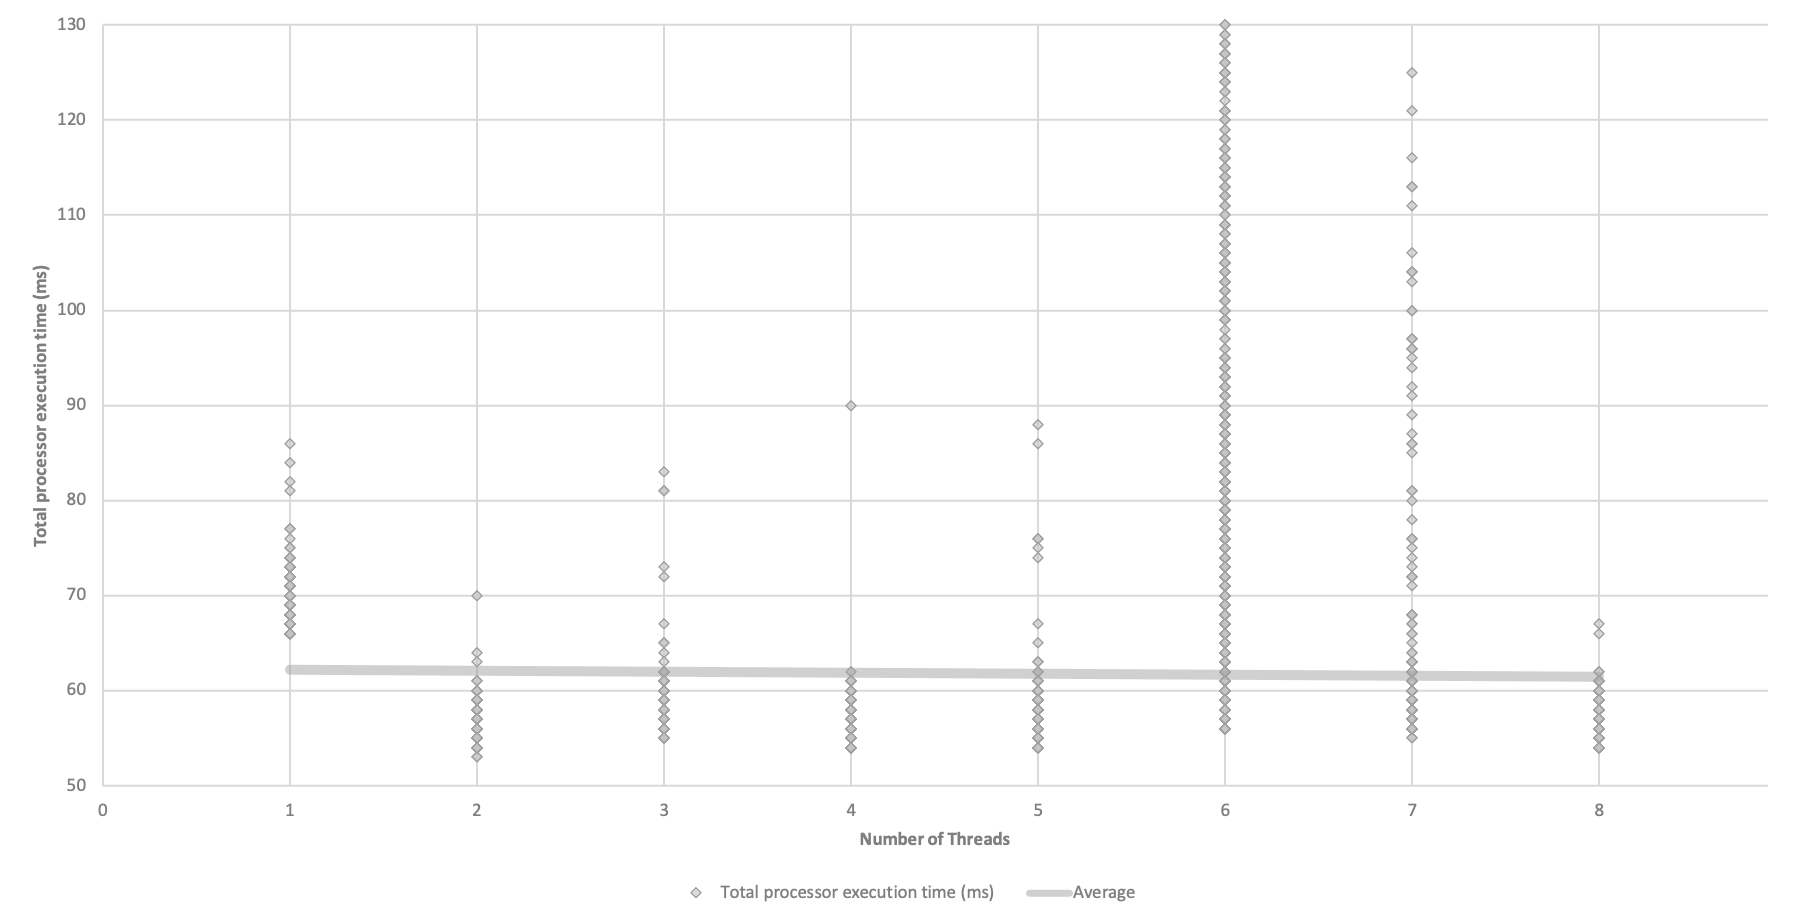 130
120
110
100
90
80
70
60
50
Total processor execution time (ms)
0 1 2 3 4 5 6 7 8
Number of Threads
Total processor execution time (ms) Average